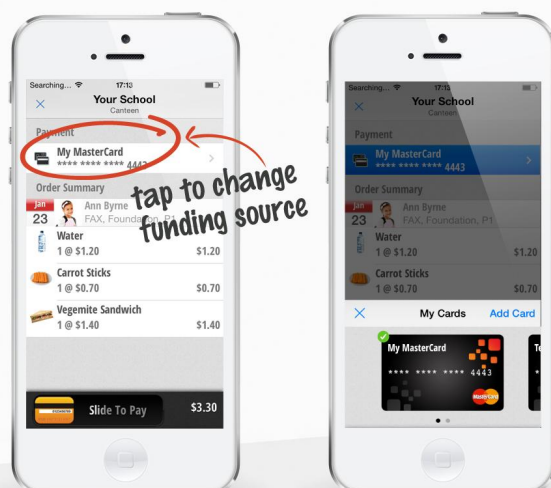 Searching... 17:13
Your School
Canteen
Payment
My MasterCard
**** **** **** 4443
Order Summary
Jan
23
Ann Byrne
FAX, Foundation, P1
Water
1 @ $1.20 $1.20
Carrot Sticks
1 @ $0.70 $0.70
Vegemite Sandwich
1 @ $1.40 $1.40
Slide To Pay $3.30
tap to change
funding source
Searching... 17:13
Your School
Canteen
Payment
My MasterCard
**** **** **** 4443
Order Summary
Jan
23
Ann Byrne
FAX, Foundation, P1
Water
1 @ $1.20 $1.20
Carrot Sticks
1 @ $0.70 $0.70
My Cards Add Card
My MasterCard
**** **** **** 4443
MasterCard